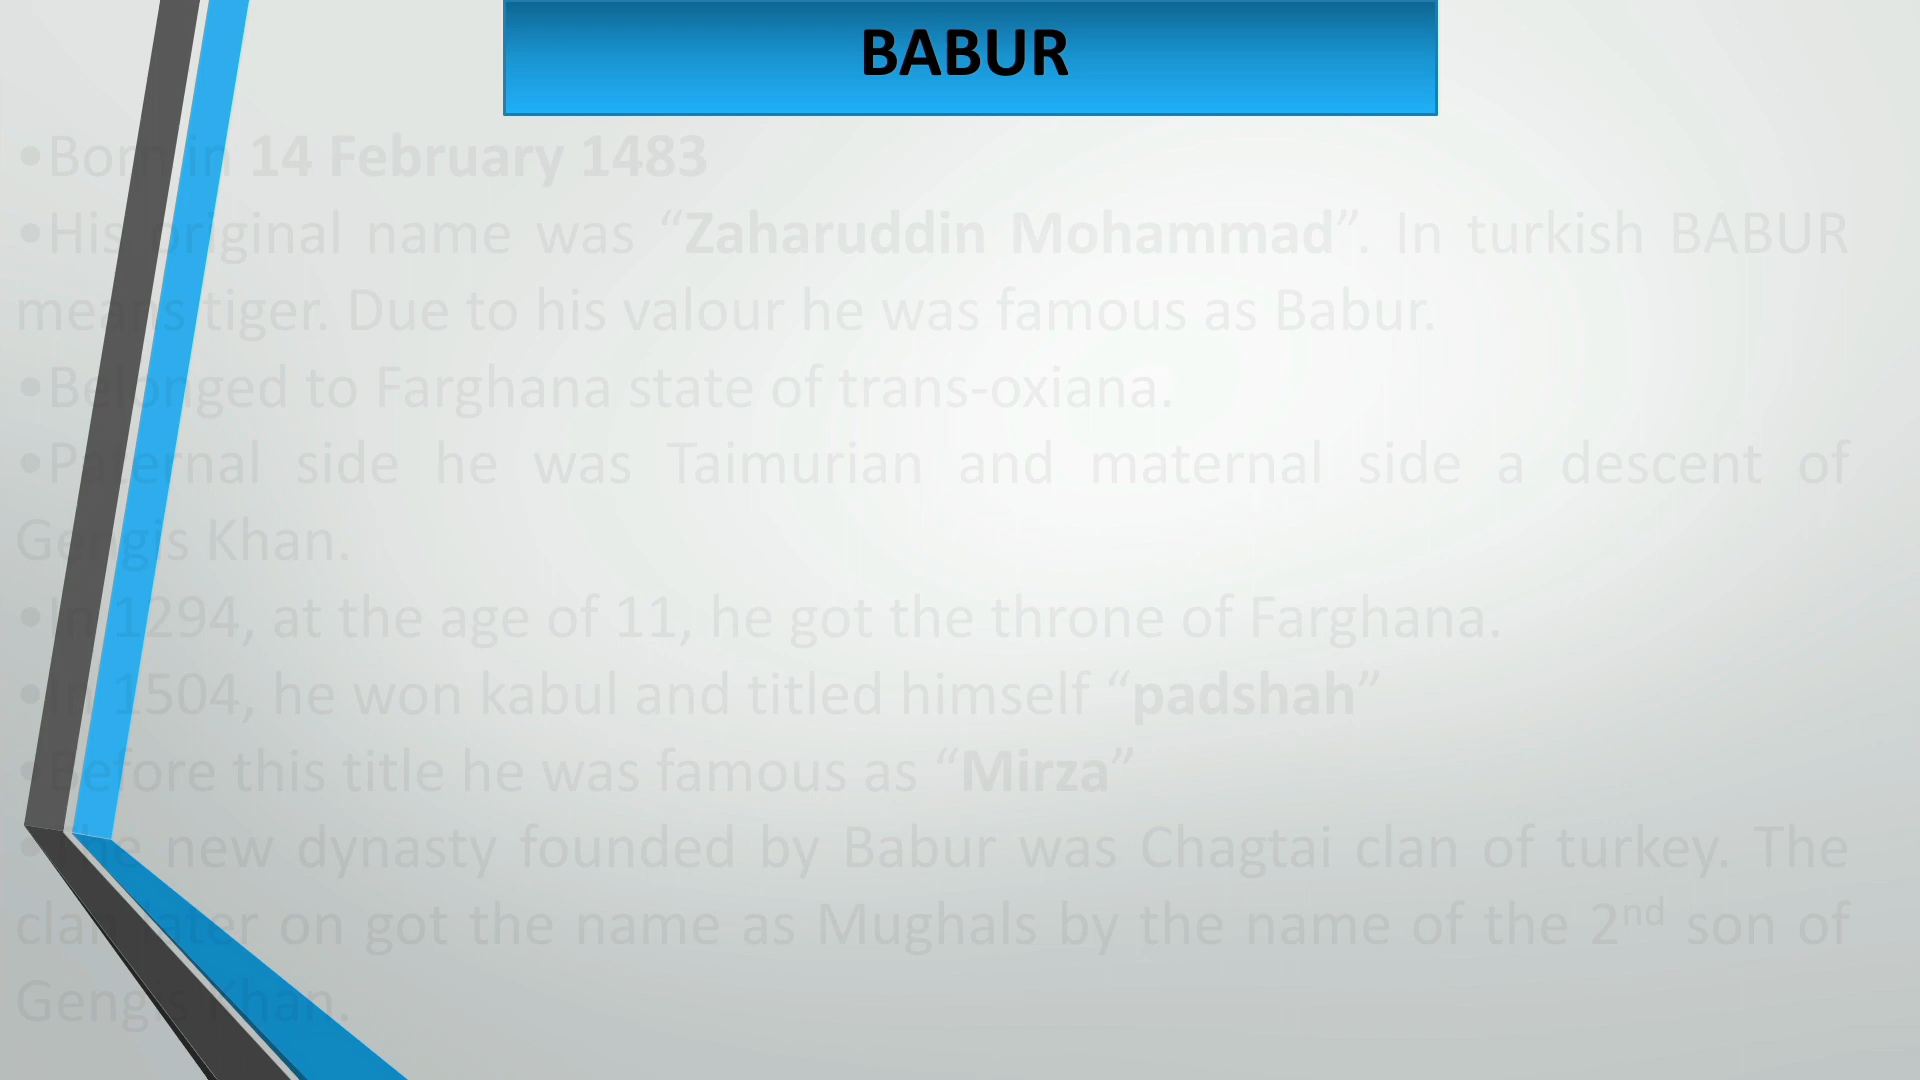 BABUR
•Born in 14 February 1483
•His original name was “Zaharuddin Mohammad”. In turkish BABUR
means tiger. Due to his valour he was famous as Babur.
•Belonged to Farghana state of trans-oxiana.
•Paternal side he was Taimurian and maternal side a descent of
Gengis Khan.
•In 1294, at the age of 11, he got the throne of Farghana.
•In 1504, he won kabul and titled himself “padshah”
•Before this title he was famous as “Mirza”
•The new dynasty founded by Babur was Chagtai clan of turkey. The
clan later on got the name as Mughals by the name of the 2nd son of
Gengis Khan.